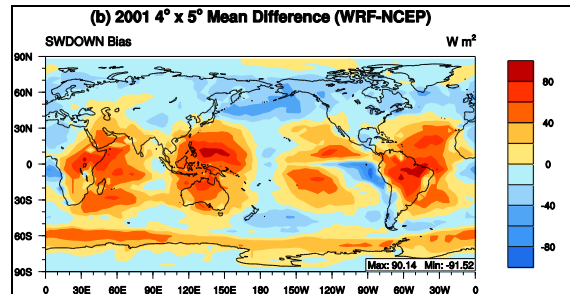 (b) 2001 4° x 5° Mean Difference (WRF-NCEP)
SWDOWN Bias W m²
90N
60N
30N
0
30S
60S
90S
0 30E 60E 90E 120E 150E 180 150W 120W 90W 60W 30W 0
Max: 90.14 Min: -91.52
80
40
0
-40
-80